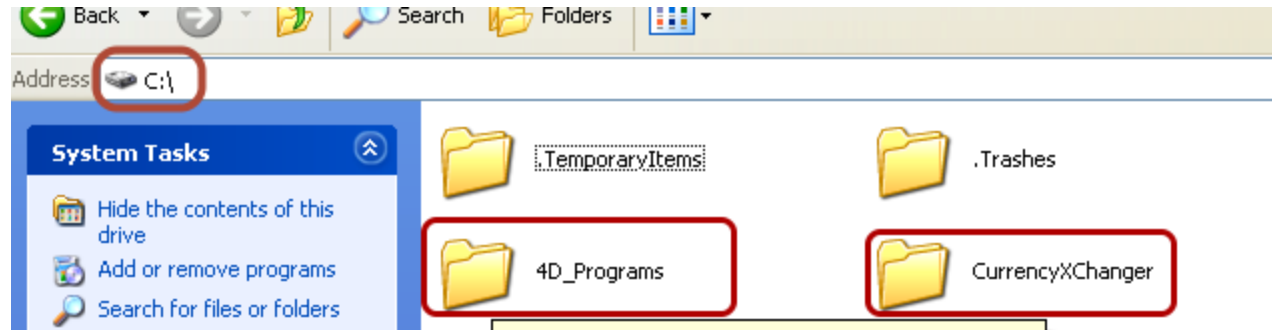 Back Search Folders
Address C:\
System Tasks
.TemporaryItems .Trashes
Hide the contents of this
drive
4D_Programs CurrencyXChanger
Add or remove programs
Search for files or folders